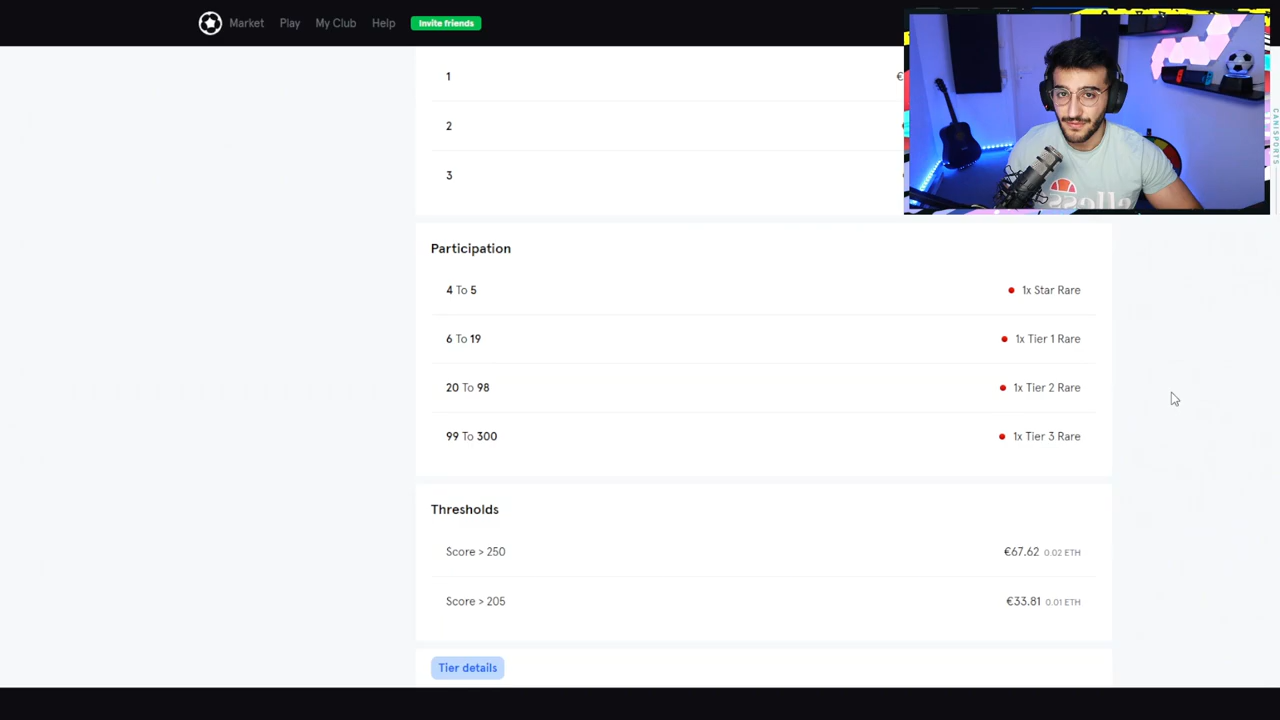 Market Play My Club Help Invite friends
1
€
2
3
Participation
4 To 5 1x Star Rare
6 To 19 1x Tier 1 Rare
20 To 98 1x Tier 2 Rare
99 To 300 1x Tier 3 Rare
Thresholds
Score > 250 €67.62 0.02 ETH
Score > 205 €33.81 0.01 ETH
Tier details
CANISPORTS
ellesse